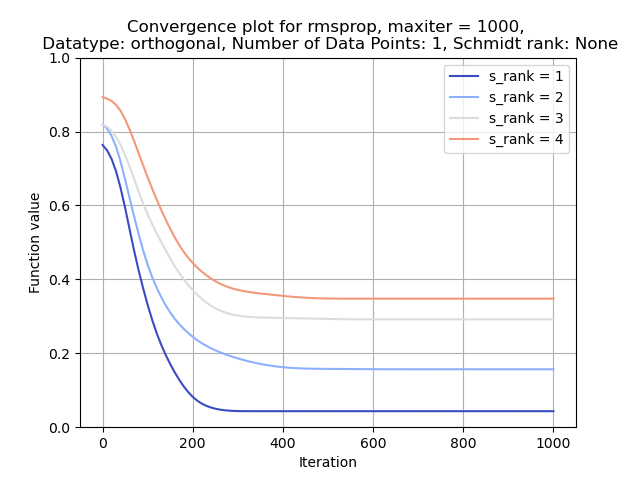 Convergence plot for rmsprop, maxiter = 1000,
Datatype: orthogonal, Number of Data Points: 1, Schmidt rank: None
s_rank = 1
s_rank = 2
s_rank = 3
s_rank = 4
1.0
0.8
0.6
0.4
0.2
0.0
Function value
0 200 400 600 800 1000
Iteration